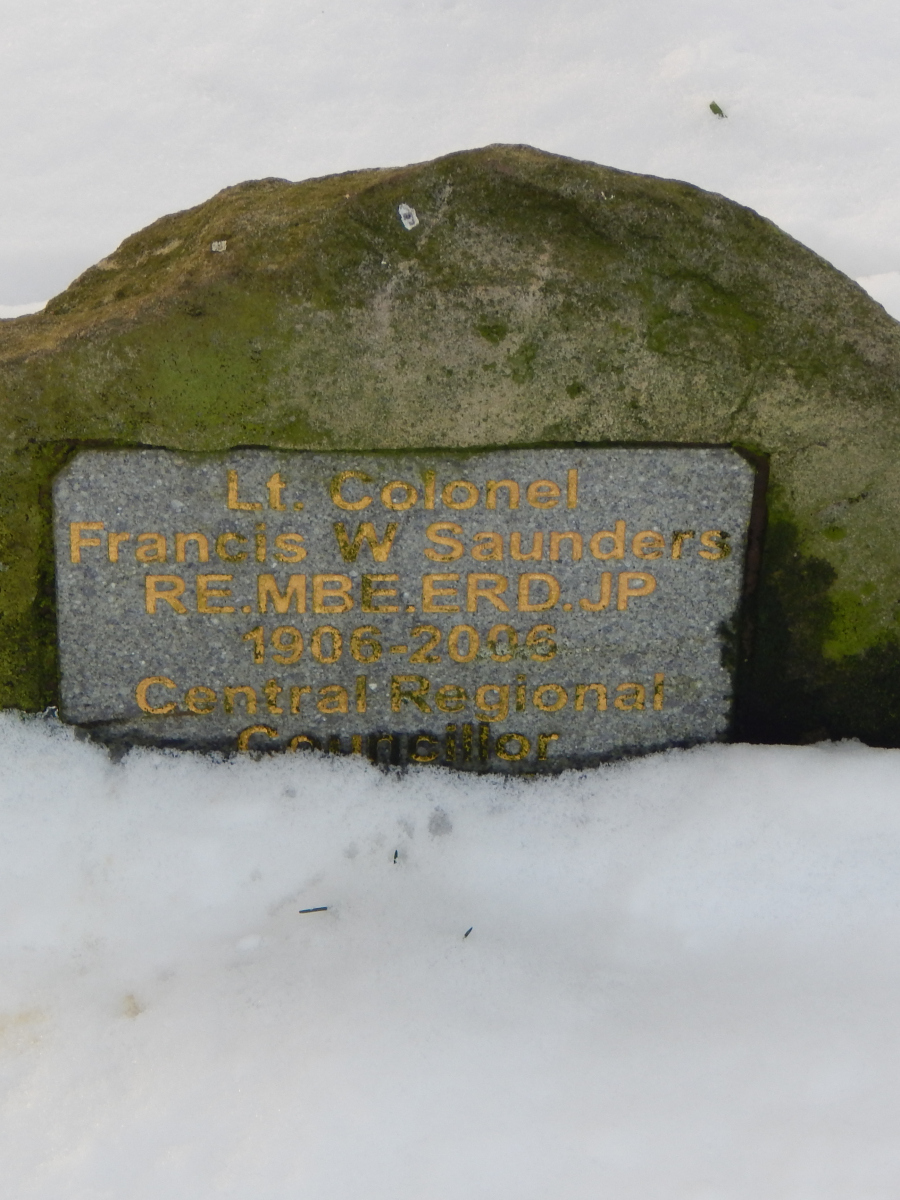 Lt. Colonel
Francis W Saunders
RE.MBE.ERD.JP
1906-2006
Central Regional
Councillor